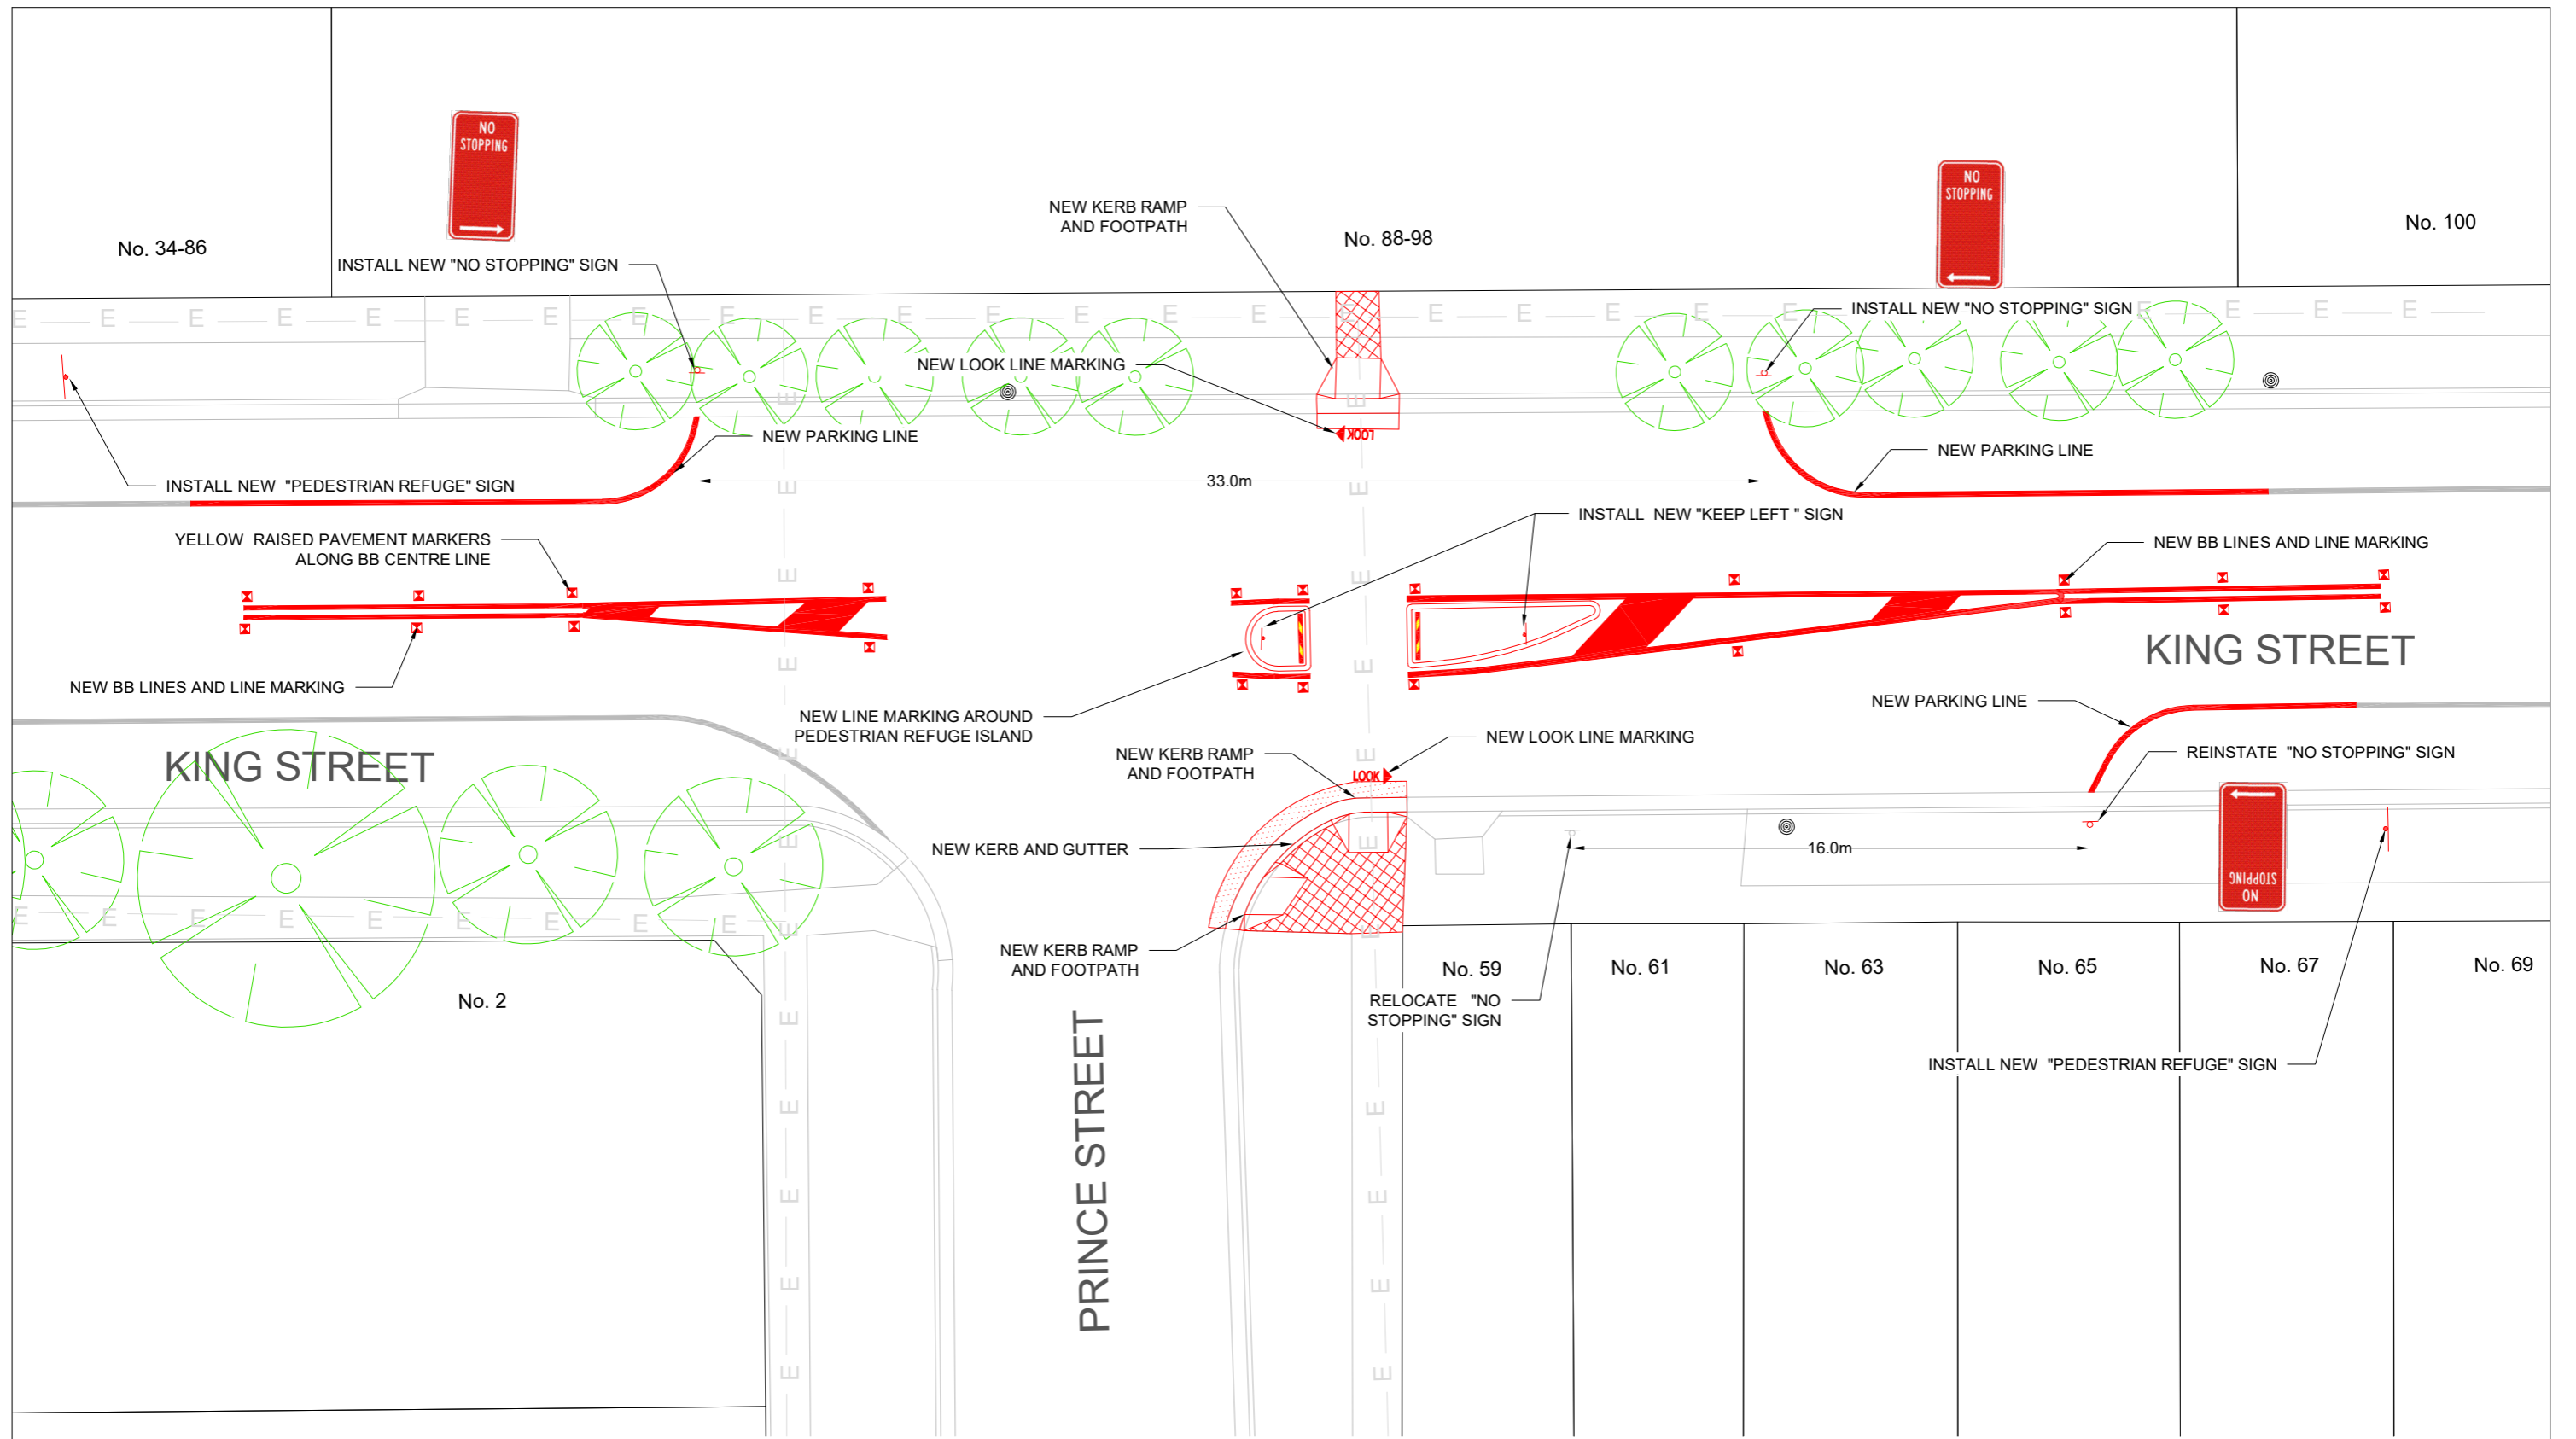 NO
STOPPING
NO
STOPPING
No. 34-86
No. 88-98
No. 100
NEW KERB RAMP
AND FOOTPATH
INSTALL NEW "NO STOPPING" SIGN
INSTALL NEW "NO STOPPING" SIGN
E E E E E E E E E E E E E E E E E E E E E E E E E E E E
NEW LOOK LINE MARKING
LOOK
NEW PARKING LINE
NEW PARKING LINE
INSTALL NEW "PEDESTRIAN REFUGE" SIGN
33.0m
INSTALL NEW "KEEP LEFT " SIGN
YELLOW RAISED PAVEMENT MARKERS
ALONG BB CENTRE LINE
NEW BB LINES AND LINE MARKING
KING STREET
NEW BB LINES AND LINE MARKING
NEW LINE MARKING AROUND
PEDESTRIAN REFUGE ISLAND
NEW PARKING LINE
KING STREET
NEW KERB RAMP
AND FOOTPATH
NEW LOOK LINE MARKING
LOOK
REINSTATE "NO STOPPING" SIGN
NEW KERB AND GUTTER
16.0m
NO
STOPPING
E E E E E E E E E
NEW KERB RAMP
AND FOOTPATH
No. 2
No. 59
No. 61
No. 63
No. 65
No. 67
No. 69
RELOCATE "NO
STOPPING" SIGN
INSTALL NEW "PEDESTRIAN REFUGE" SIGN
PRINCE STREET